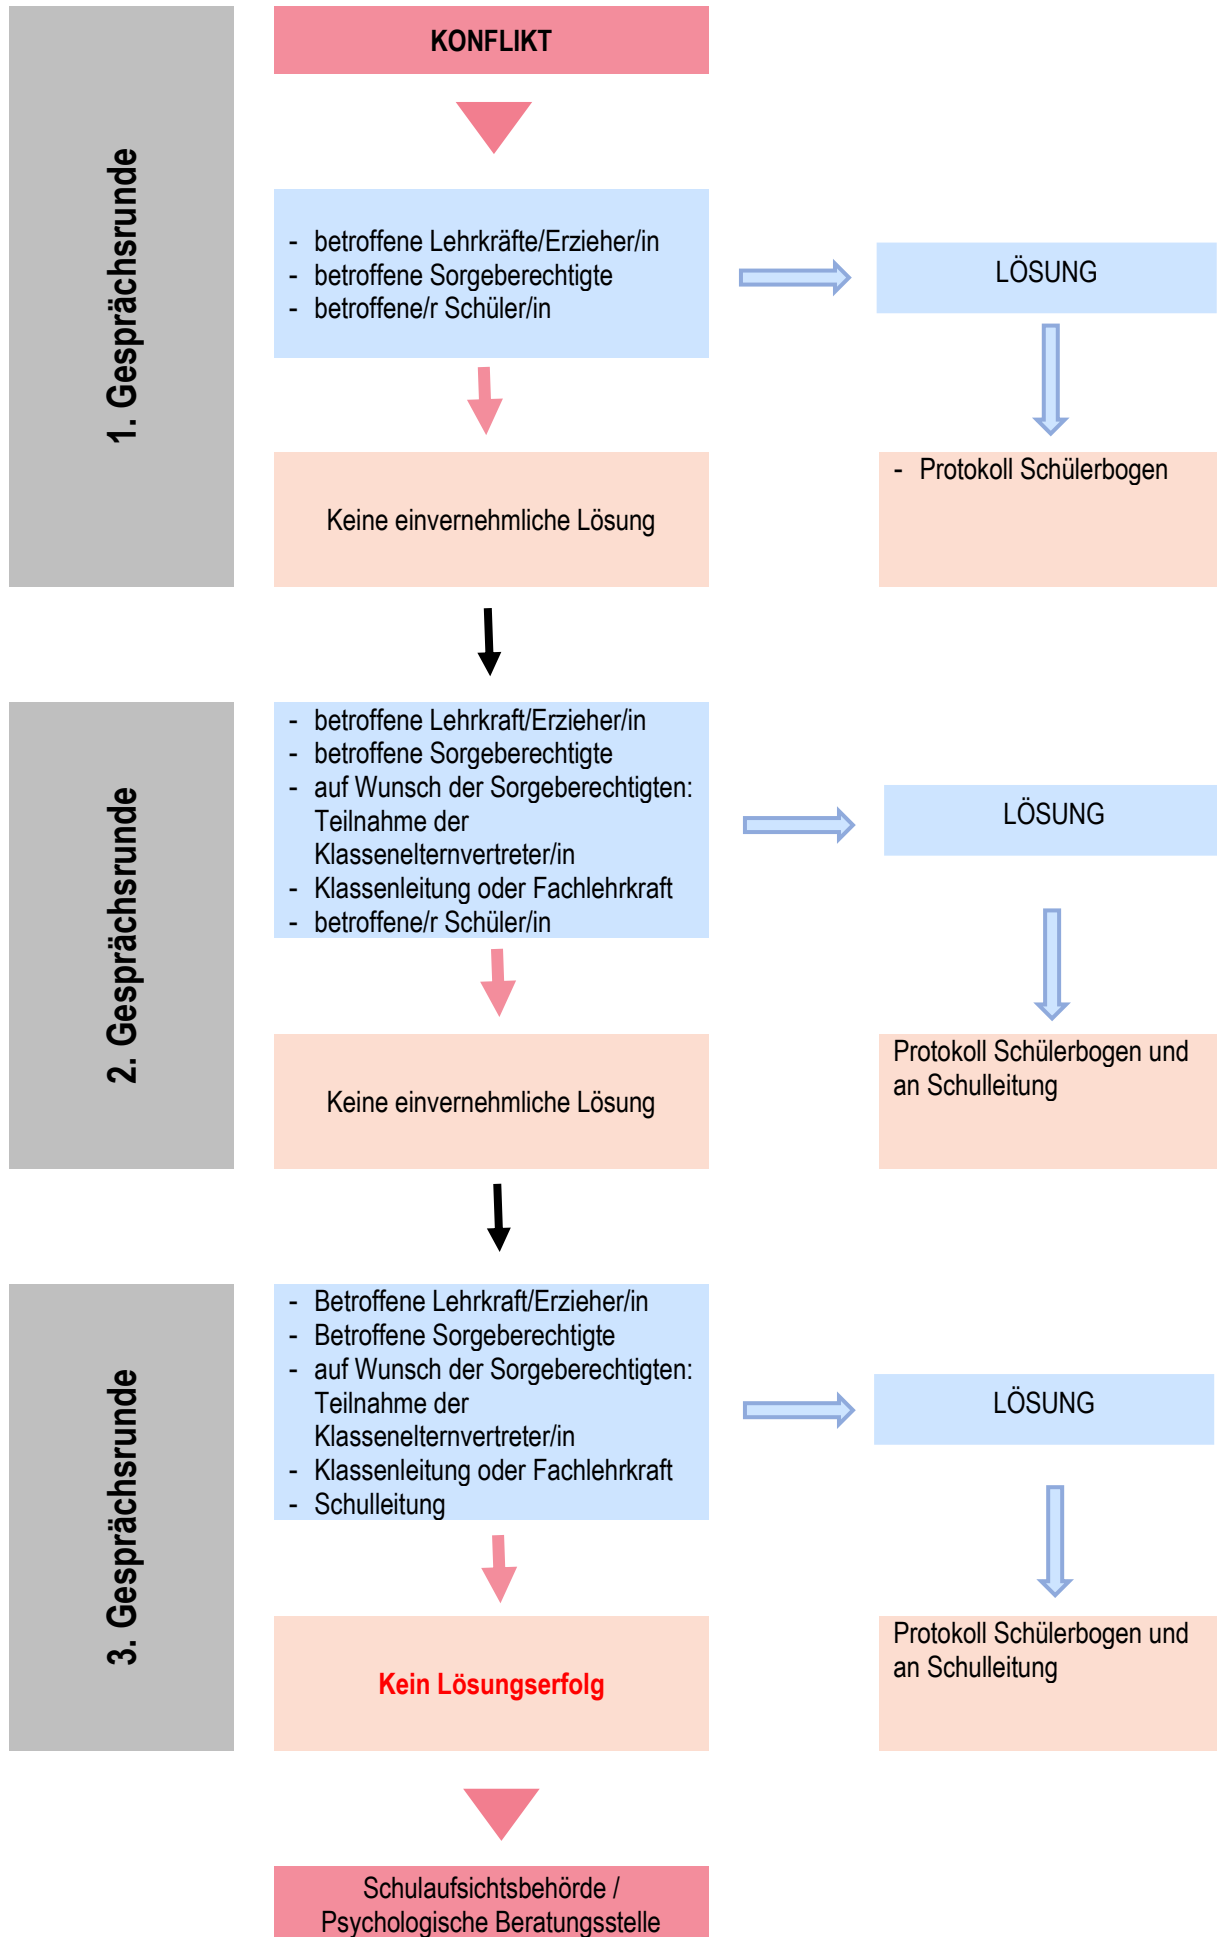 KONFLIKT
1. Gesprächsrunde
- betroffene Lehrkräfte/Erzieher/in
- betroffene Sorgeberechtigte
- betroffene/r Schüler/in
LÖSUNG
Keine einvernehmliche Lösung
- Protokoll Schülerbogen
2. Gesprächsrunde
- betroffene Lehrkraft/Erzieher/in
- betroffene Sorgeberechtigte
- auf Wunsch der Sorgeberechtigten:
Teilnahme der
Klassenelternvertreter/in
- Klassenleitung oder Fachlehrkraft
- betroffene/r Schüler/in
LÖSUNG
Keine einvernehmliche Lösung
Protokoll Schülerbogen und
an Schulleitung
3. Gesprächsrunde
- Betroffene Lehrkraft/Erzieher/in
- Betroffene Sorgeberechtigte
- auf Wunsch der Sorgeberechtigten:
Teilnahme der
Klassenelternvertreter/in
- Klassenleitung oder Fachlehrkraft
- Schulleitung
LÖSUNG
Kein Lösungserfolg
Protokoll Schülerbogen und
an Schulleitung
Schulaufsichtsbehörde /
Psychologische Beratungsstelle